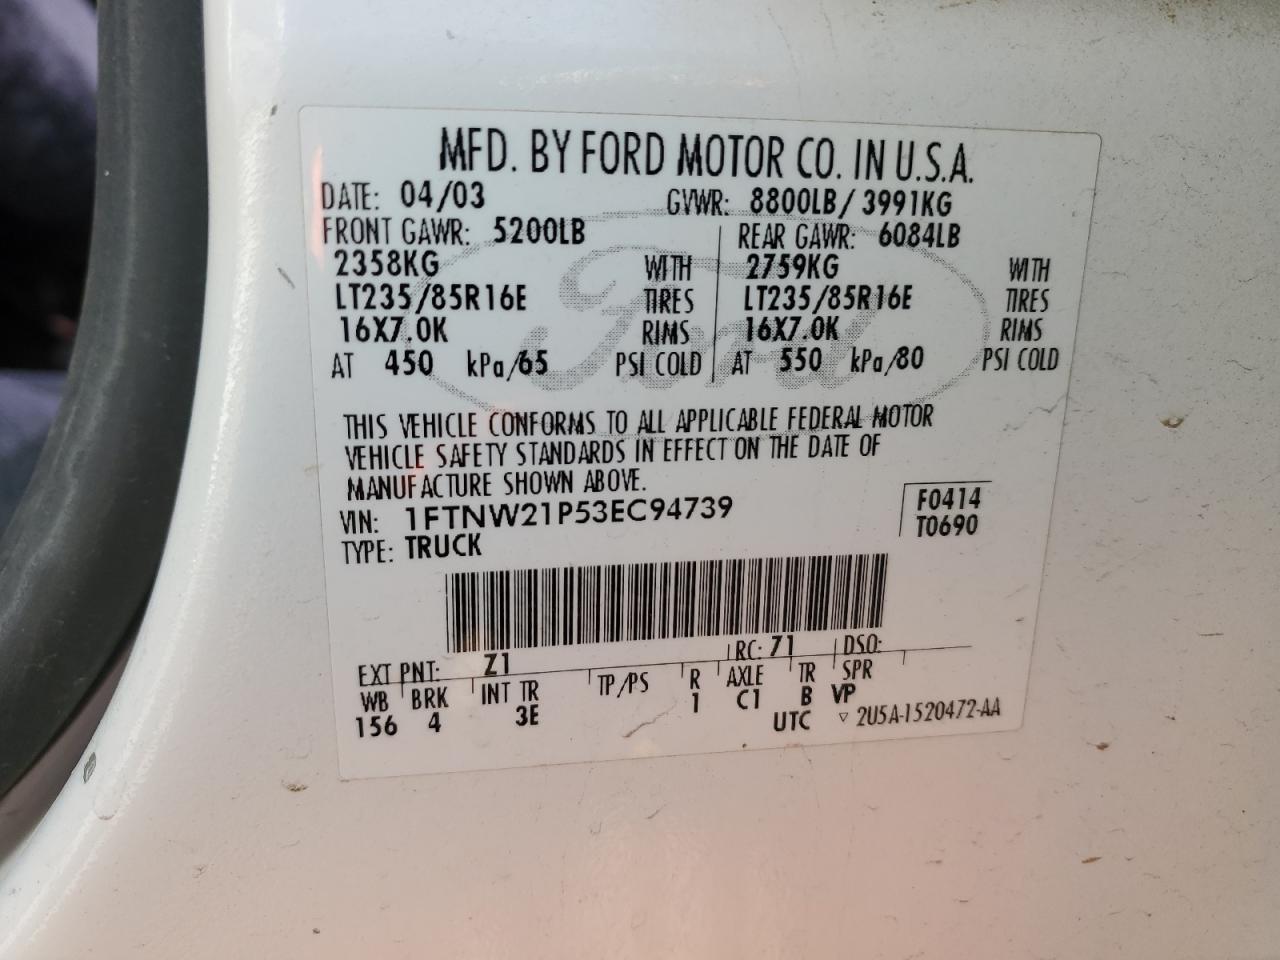 MFD. BY FORD MOTOR CO. IN U.S.A.
DATE: 04/03 GVWR: 8800LB/ 3991KG
FRONT GAWR: 5200LB REAR GAWR: 6084LB
2358KG WITH 2759KG WITH
LT235/85R16E TIRES LT235/85R16E TIRES
16X7.0K RIMS 16X7.0K RIMS
AT 450 kPa/65 PSI COLD AT 550 kPa/80 PSI COLD
Ford
THIS VEHICLE CONFORMS TO ALL APPLICABLE FEDERAL MOTOR
VEHICLE SAFETY STANDARDS IN EFFECT ON THE DATE OF
MANUFACTURE SHOWN ABOVE.
VIN: 1FTNW21P53EC94739 F0414
TYPE: TRUCK T0690
EXT PNT: Z1 RC: 71 DSO:
WB BRK INT TR TP/PS R AXLE TR SPR
156 4 3E 1 C1 B VP
UTC ▽ 2U5A-1520472-AA